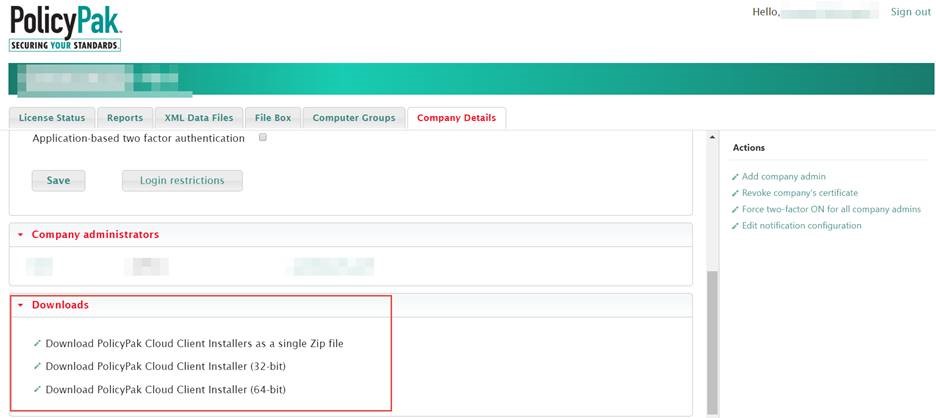 PolicyPak
SECURING YOUR STANDARDS.
Hello,
Sign out
License Status
Reports
XML Data Files
File Box
Computer Groups
Company Details
Application-based two factor authentication
Save
Login restrictions
Company administrators
Downloads
Download PolicyPak Cloud Client Installers as a single Zip file
Download PolicyPak Cloud Client Installer (32-bit)
Download PolicyPak Cloud Client Installer (64-bit)
Actions
Add company admin
Revoke company's certificate
Force two-factor ON for all company admins
Edit notification configuration